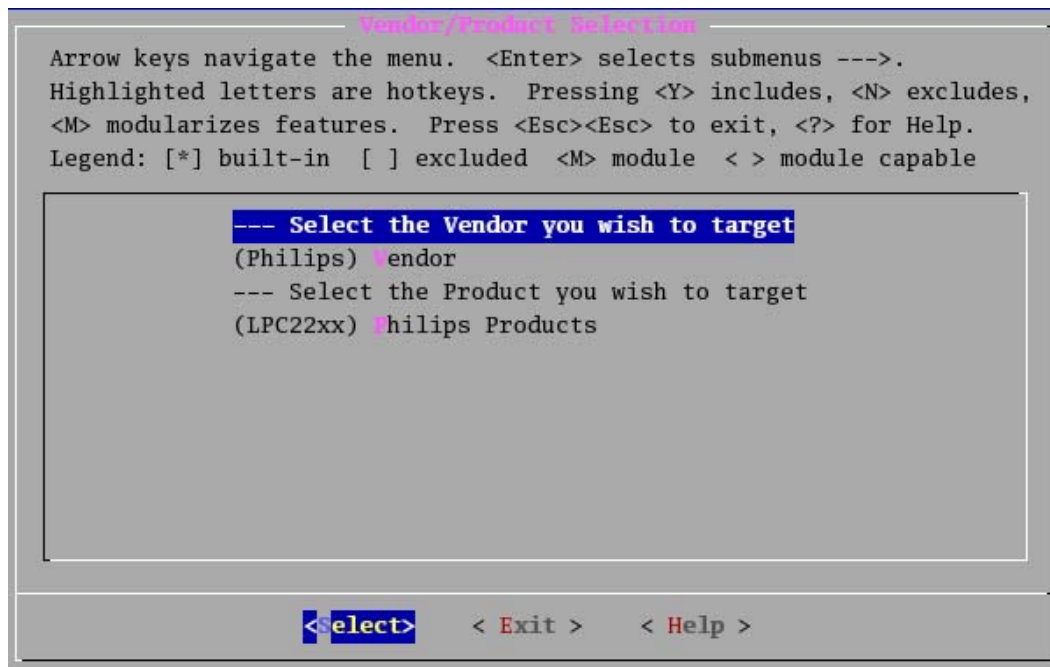 Vendor/Product Selection
Arrow keys navigate the menu.  <Enter> selects submenus --->.
Highlighted letters are hotkeys.  Pressing <Y> includes, <N> excludes,
<M> modularizes features.  Press <Esc><Esc> to exit, <?> for Help.
Legend: [*] built-in  [ ] excluded  <M> module  < > module capable
--- Select the Vendor you wish to target
(Philips) Vendor
--- Select the Product you wish to target
(LPC22xx) Philips Products
<Select>    < Exit >    < Help >